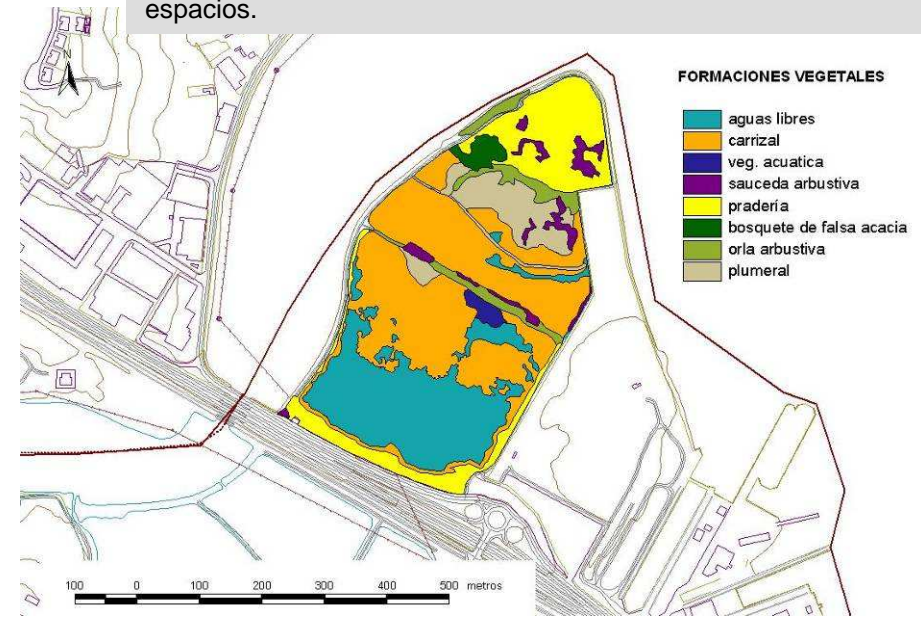 espacios.
N
FORMACIONES VEGETALES
aguas libres
carrizal
veg. acuatica
sauceda arbustiva
pradería
bosquete de falsa acacia
orla arbustiva
plumeral
100 0 100 200 300 400 500 metros